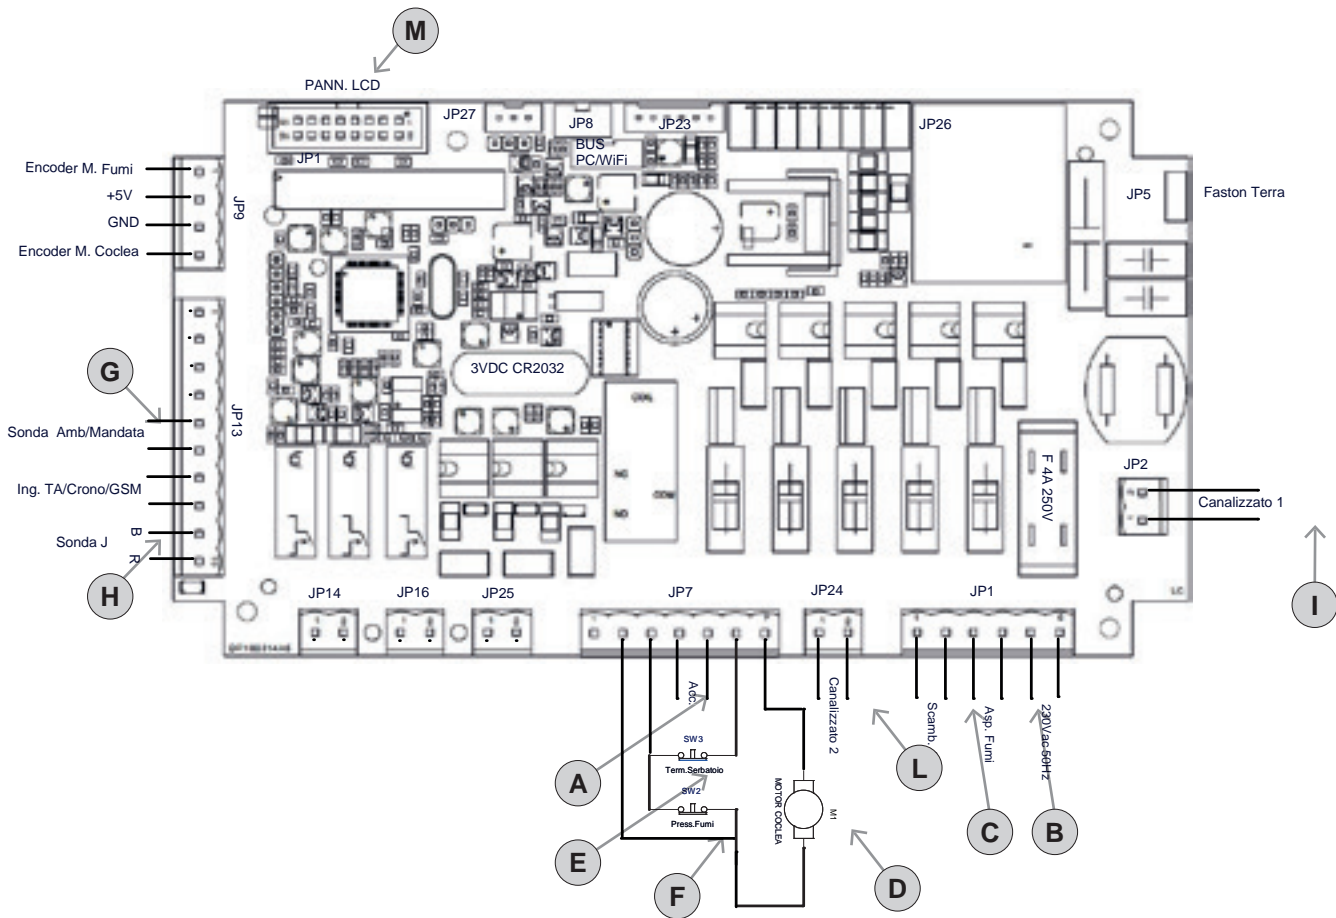 M
PANN. LCD
JP27
JP8
JP23
JP26
BUS
PC/WiFi
JP1
Encoder M. Fumi
+5V
GND
Encoder M. Coclea
JP9
JP5
Faston Terra
G
3VDC CR2032
JP13
Sonda Amb/Mandata
Ing. TA/Crono/GSM
B
Sonda J
R
H
COM
F 4A 250V
JP2
Canalizzato 1
I
LC
JP14
JP16
JP25
JP7
JP24
JP1
Acc.
Canalizzato 2
Scamb.
Asp. Fumi
230Vac 50Hz
SW3
Term.Serbatoio
SW2
Press.Fumi
MOTOR COCLEA
M1
A
L
C
B
E
F
D